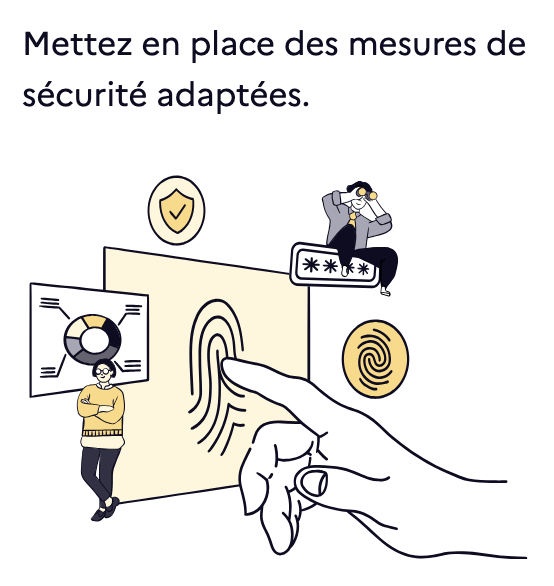 Mettez en place des mesures de
sécurité adaptées.
****